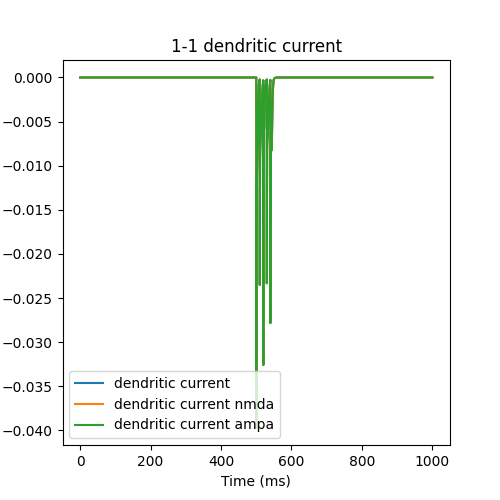 1-1 dendritic current
0.000
−0.005
−0.010
−0.015
−0.020
−0.025
−0.030
−0.035
−0.040
dendritic current
dendritic current nmda
dendritic current ampa
0 200 400 600 800 1000
Time (ms)